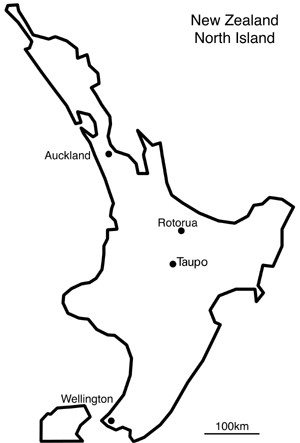 New Zealand
North Island
Auckland
Rotorua
Taupo
Wellington
100km